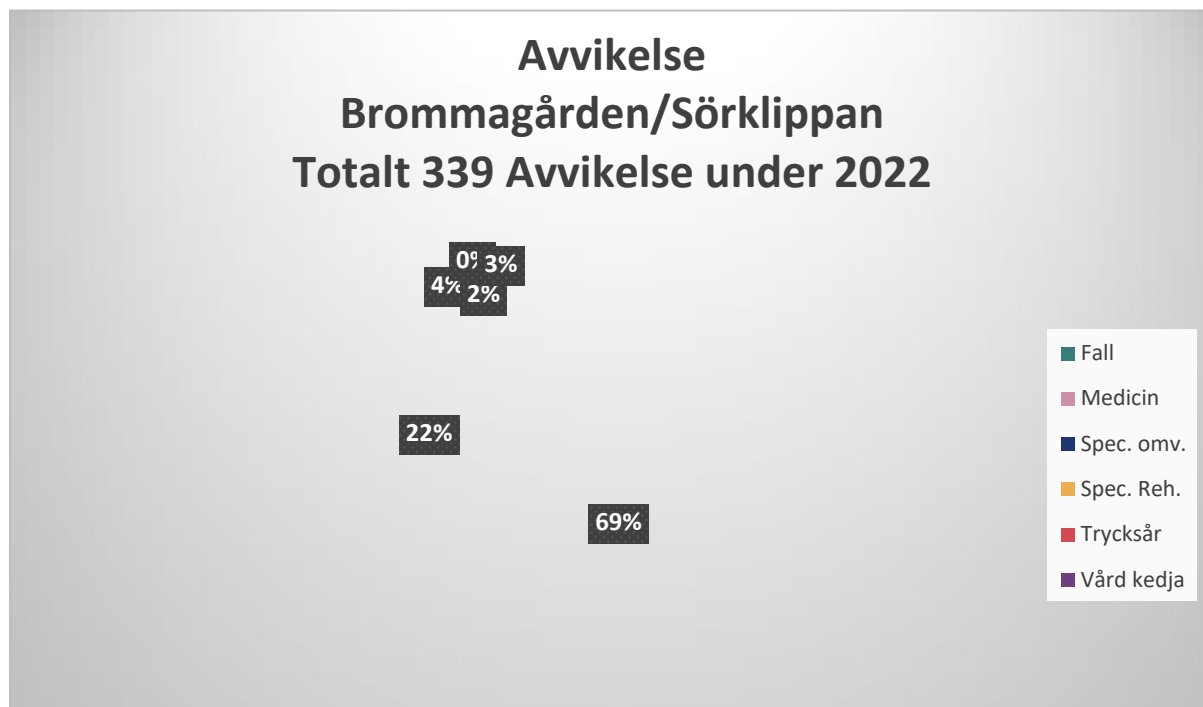 Avvikelse
Brommagården/Sörklippan
Totalt 339 Avvikelse under 2022
0%
3%
4%
2%
22%
69%
Fall
Medicin
Spec. omv.
Spec. Reh.
Trycksår
Vård kedja